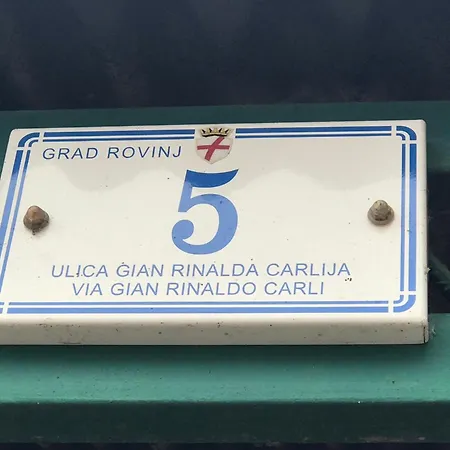 GRAD ROVINJ
5
ULICA GIAN RINALDA CARLIJA
VIA GIAN RINALDO CARLI